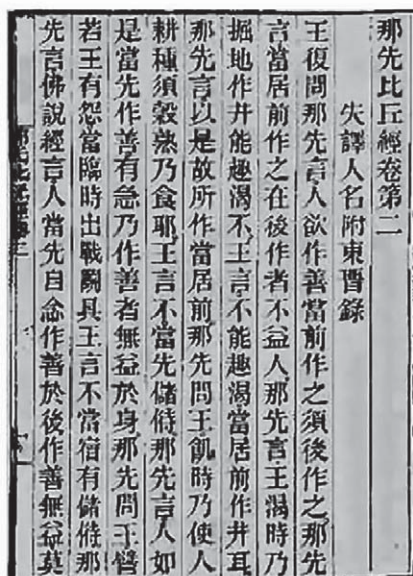 那先比丘經卷第二
失譯人名附東晉錄
王復問那先言人欲作善當前作之須後作之那先
言當居前作之在後作者不益人那先言王渴時乃
掘地作井能趣渴不王言不能趣渴當居前作井耳
那先言以是故所作當居前那先問王飢時乃使人
耕種須穀熟乃食耶王言不當先儲偫那先言人如
是當先作善有急乃作善者無益於身那先問王譬
若王有怨當臨時出戰鬭具王言不當宿有儲偫那
先言佛說經言人當先自念作善於後作善無益莫